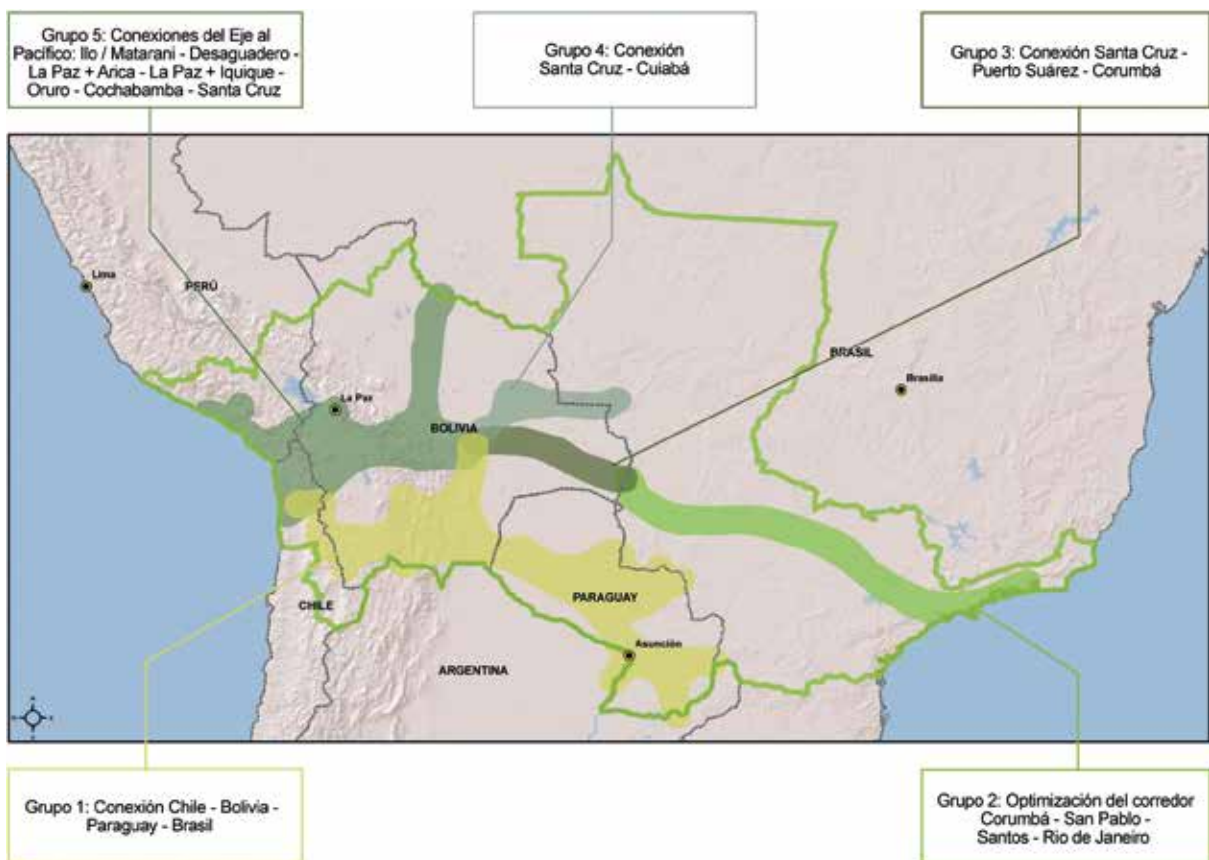 Grupo 5: Conexiones del Eje al
Pacífico: Ilo / Matarani - Desaguadero -
La Paz + Arica - La Paz + Iquique -
Oruro - Cochabamba - Santa Cruz
Grupo 4: Conexión
Santa Cruz - Cuiabá
Grupo 3: Conexión Santa Cruz -
Puerto Suárez - Corumbá
Lima
PERÚ
BRASIL
Brasilia
La Paz
BOLIVIA
CHILE
PARAGUAY
Asunción
ARGENTINA
Grupo 1: Conexión Chile - Bolivia -
Paraguay - Brasil
Grupo 2: Optimización del corredor
Corumbá - San Pablo -
Santos - Rio de Janeiro